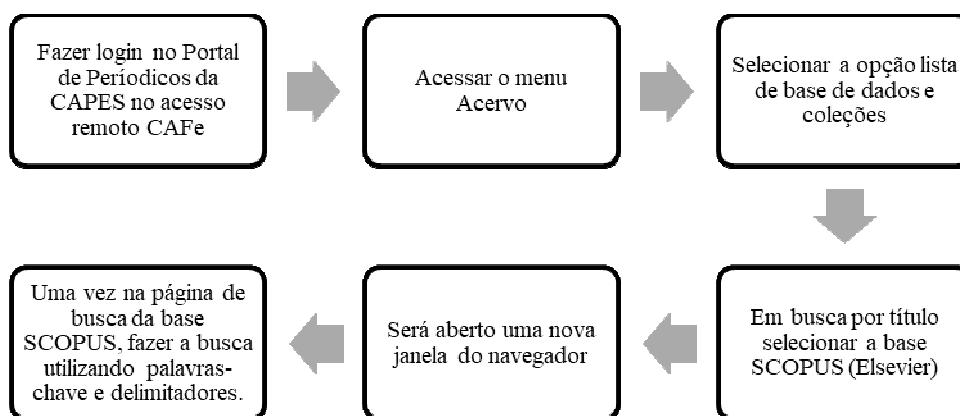 Fazer login no Portal
de Períodicos da
CAPES no acesso
remoto CAFe
Acessar o menu
Acervo
Selecionar a opção lista
de base de dados e
coleções
Em busca por título
selecionar a base
SCOPUS (Elsevier)
Será aberto uma nova
janela do navegador
Uma vez na página de
busca da base
SCOPUS, fazer a busca
utilizando palavras-
chave e delimitadores.